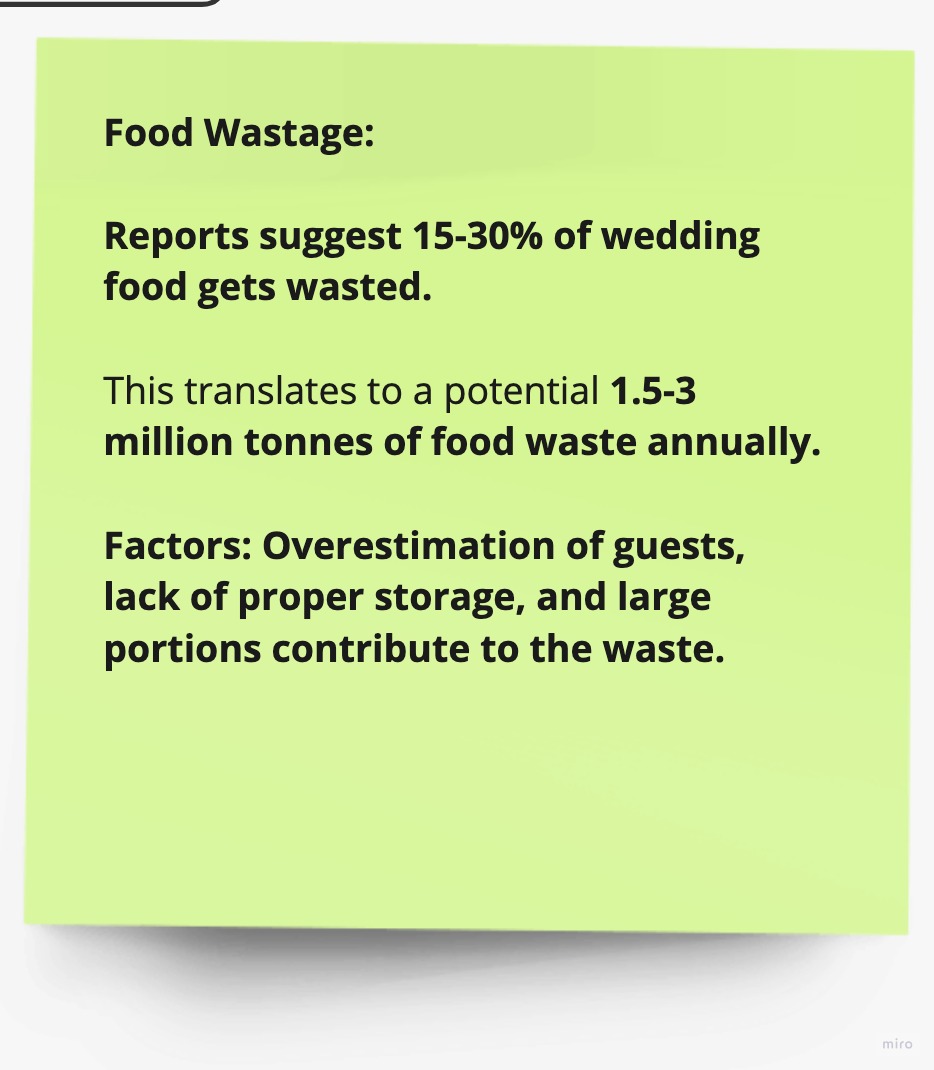 Food Wastage:
Reports suggest 15-30% of wedding
food gets wasted.
This translates to a potential 1.5-3
million tonnes of food waste annually.
Factors: Overestimation of guests,
lack of proper storage, and large
portions contribute to the waste.
miro